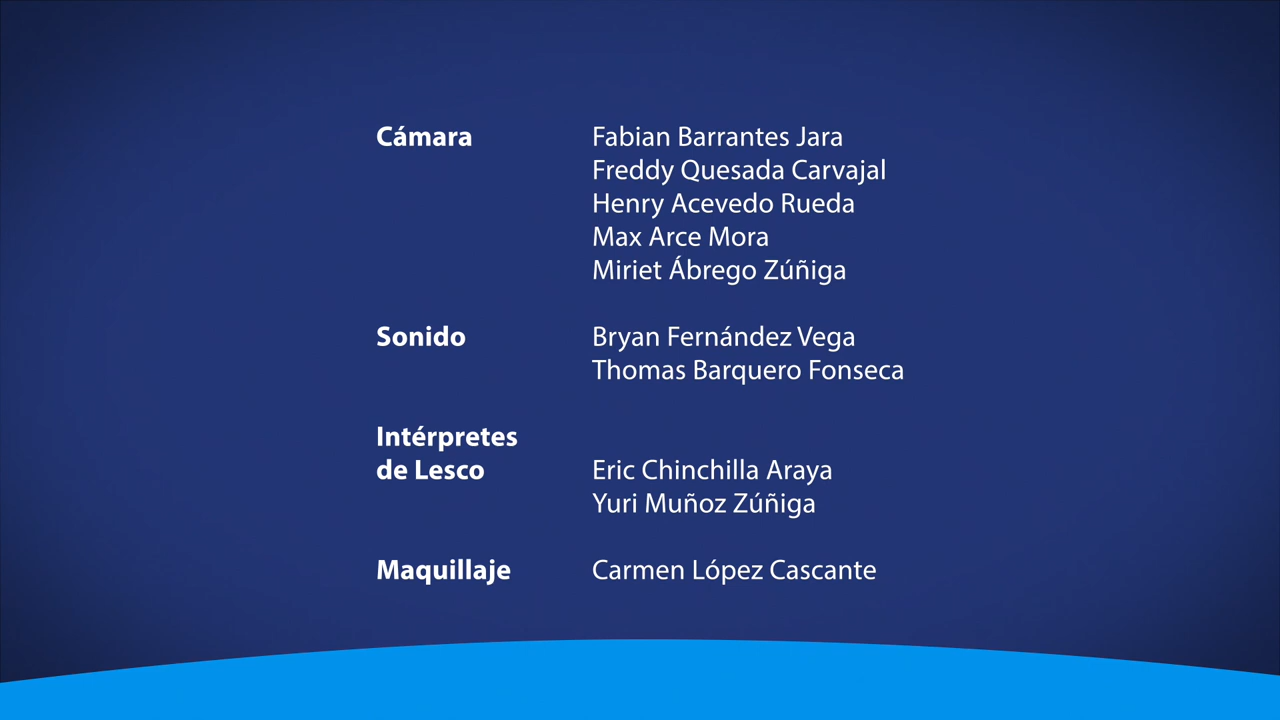 Cámara Fabian Barrantes Jara
Freddy Quesada Carvajal
Henry Acevedo Rueda
Max Arce Mora
Miriet Ábrego Zúñiga
Sonido Bryan Fernández Vega
Thomas Barquero Fonseca
Intérpretes
de Lesco Eric Chinchilla Araya
Yuri Muñoz Zúñiga
Maquillaje Carmen López Cascante